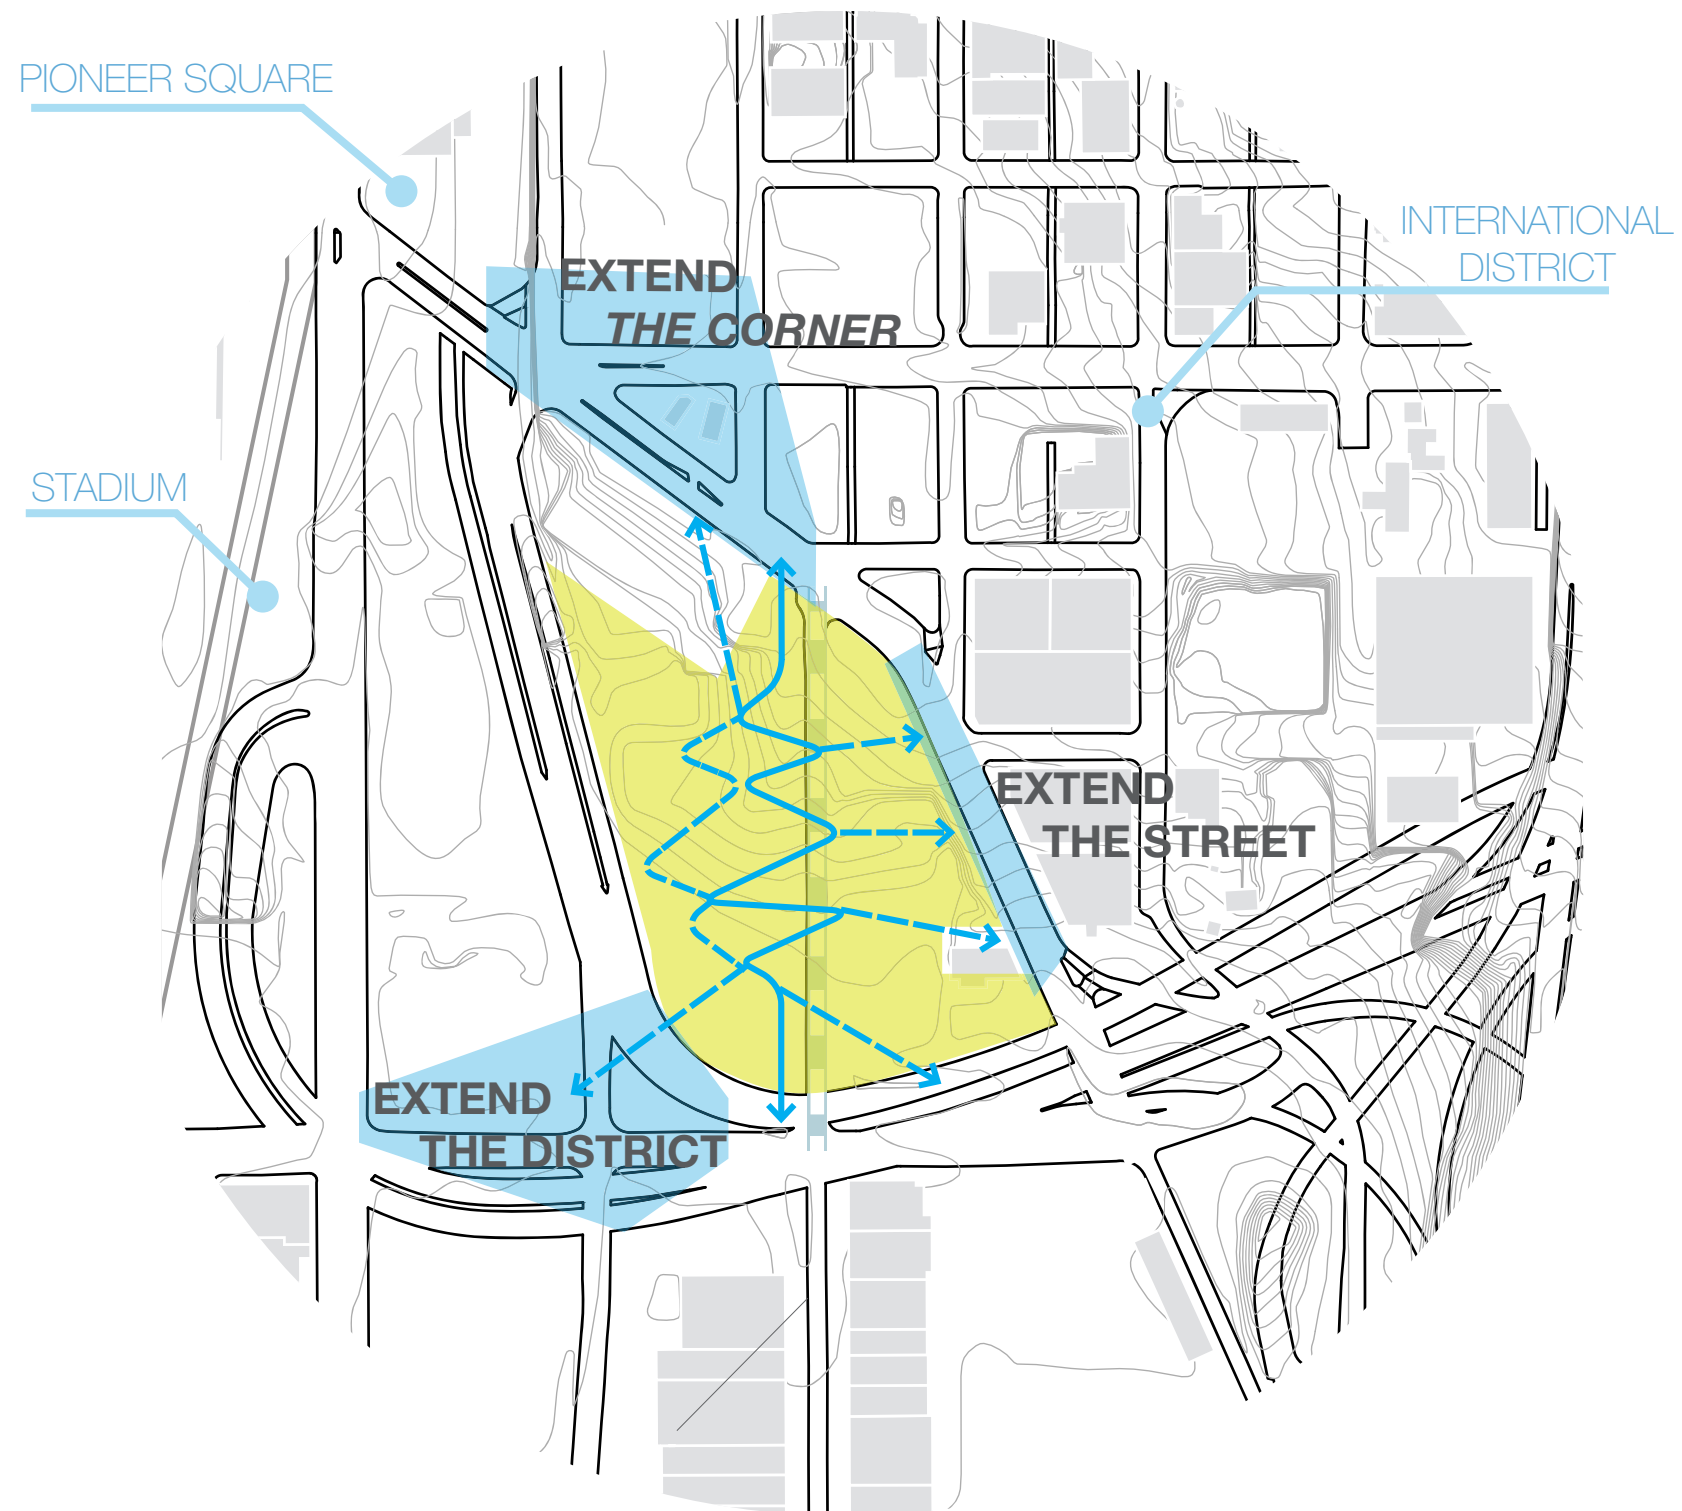 PIONEER SQUARE
INTERNATIONAL
DISTRICT
EXTEND
THE CORNER
STADIUM
EXTEND
THE STREET
EXTEND
THE DISTRICT